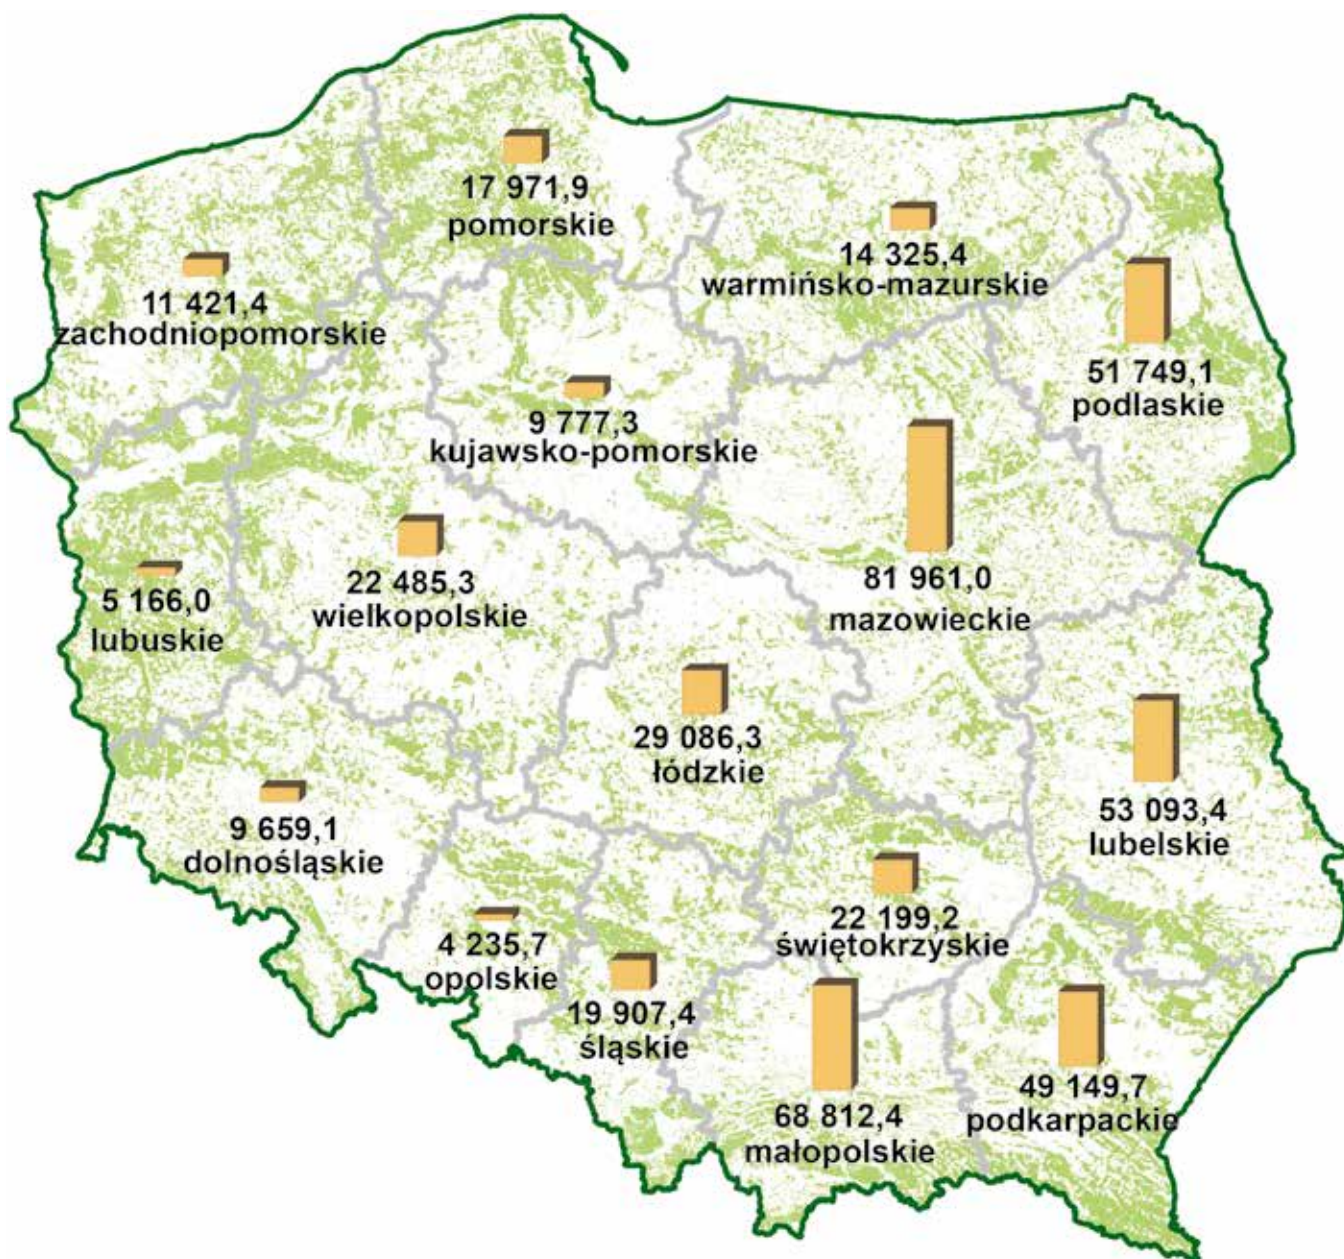 17 971,9
pomorskie
14 325,4
warmińsko-mazurskie
11 421,4
zachodniopomorskie
51 749,1
podlaskie
9 777,3
kujawsko-pomorskie
81 961,0
mazowieckie
22 485,3
wielkopolskie
5 166,0
lubuskie
29 086,3
łódzkie
53 093,4
lubelskie
9 659,1
dolnośląskie
22 199,2
świętokrzyskie
4 235,7
opolskie
19 907,4
śląskie
49 149,7
podkarpackie
68 812,4
małopolskie